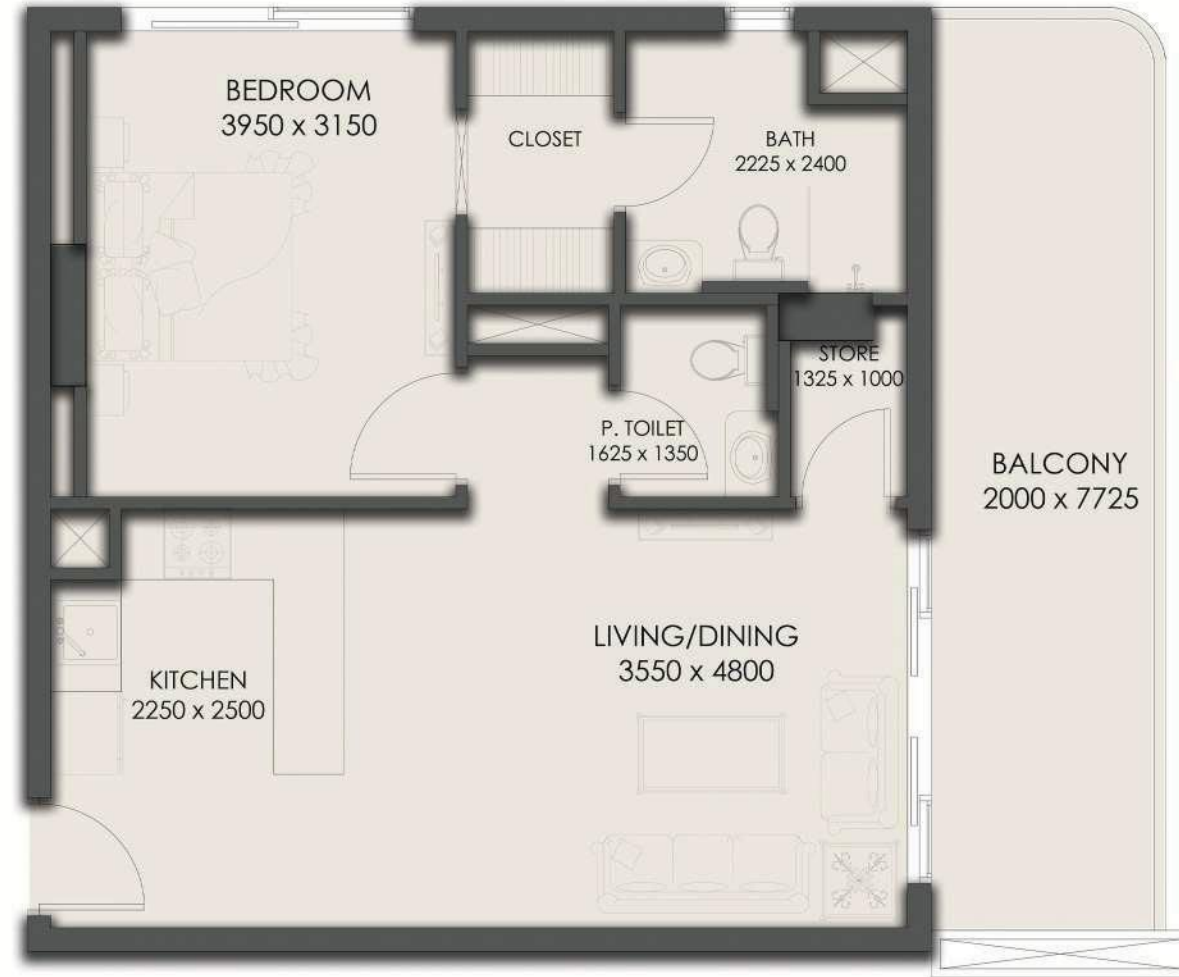 BEDROOM
3950 x 3150
CLOSET
BATH
2225 x 2400
STORE
1325 x 1000
P. TOILET
1625 x 1350
BALCONY
2000 x 7725
LIVING/DINING
3550 x 4800
KITCHEN
2250 x 2500